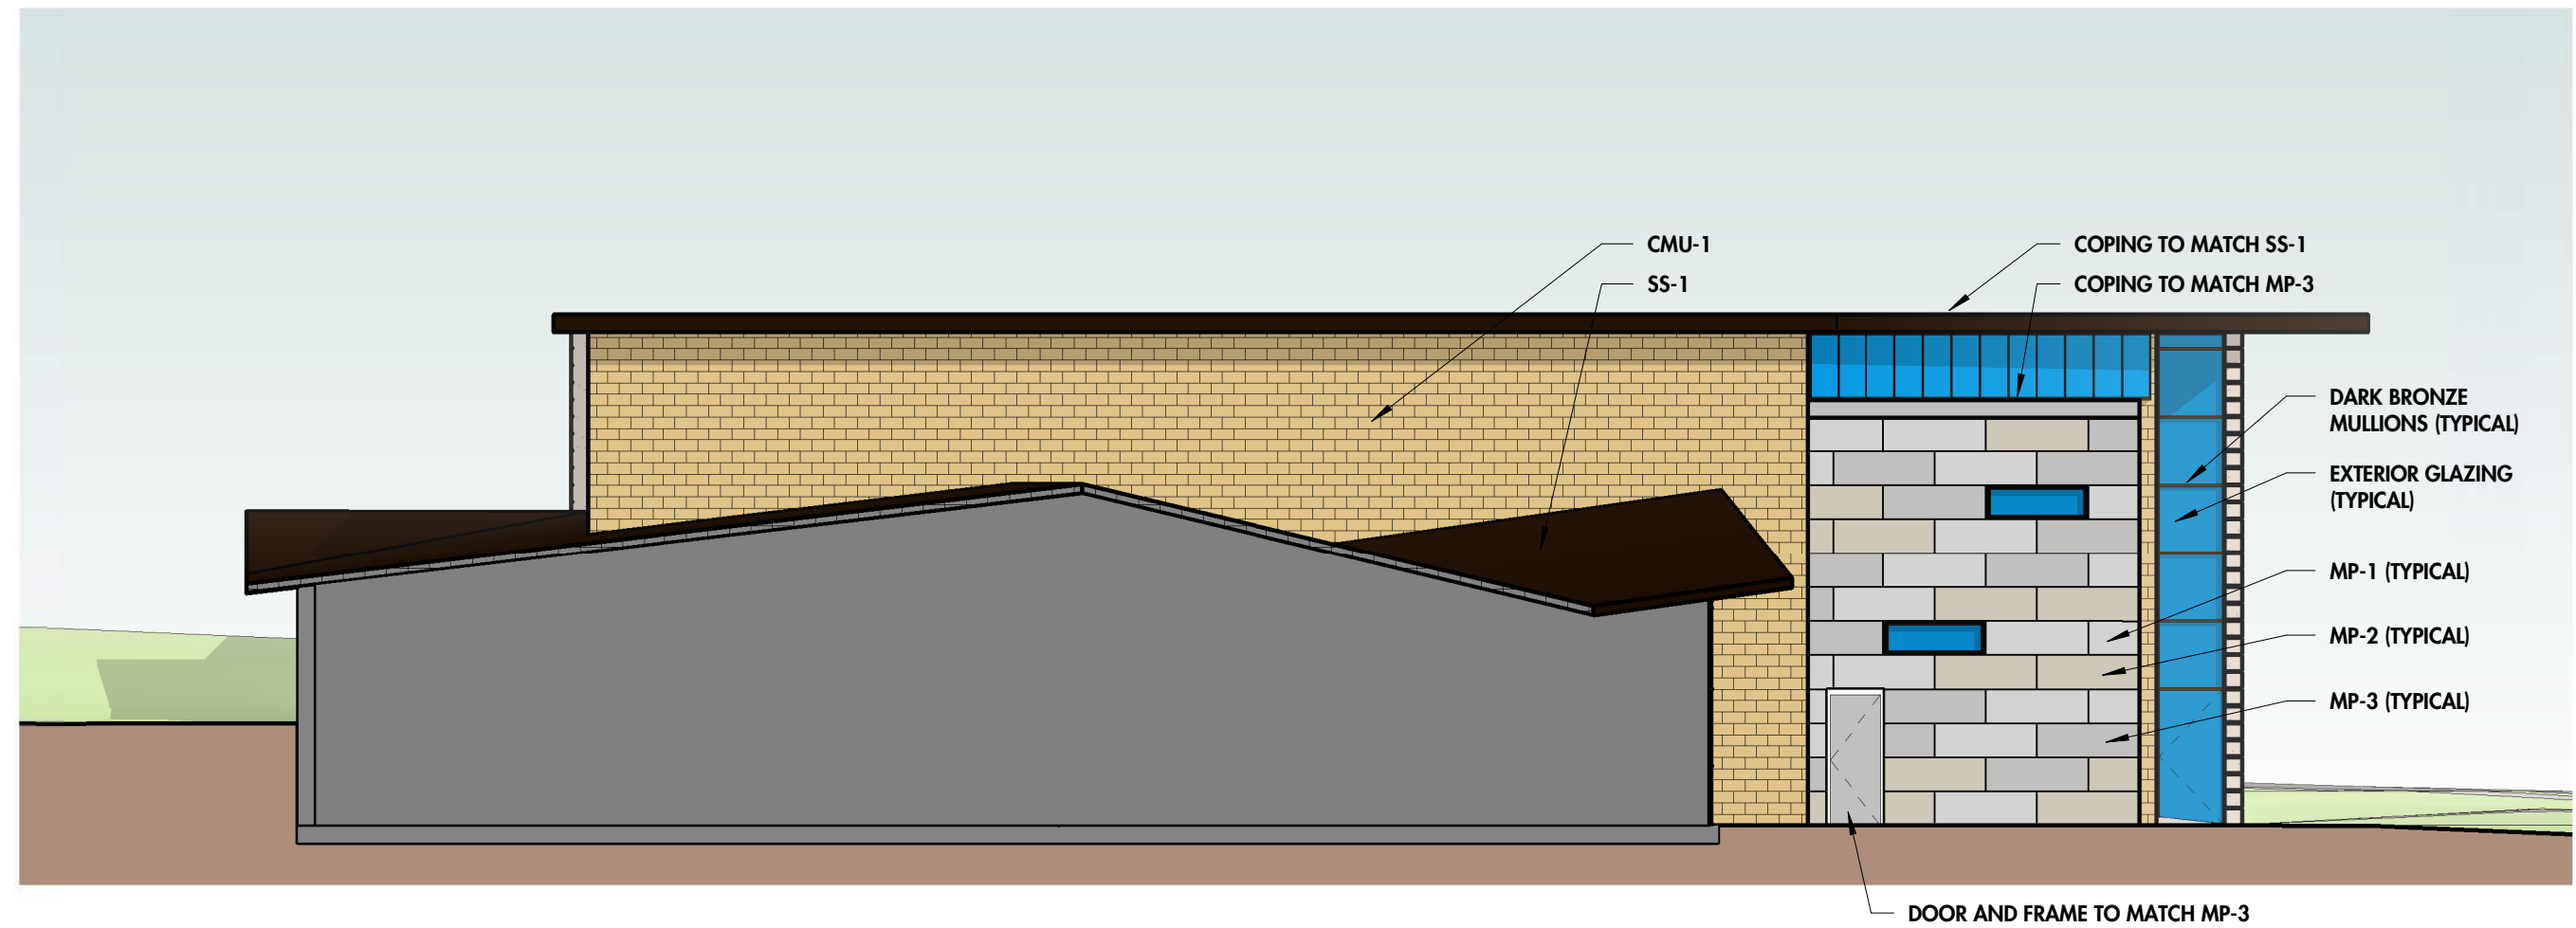 CMU-1
SS-1
COPING TO MATCH SS-1
COPING TO MATCH MP-3
DARK BRONZE
MULLIONS (TYPICAL)
EXTERIOR GLAZING
(TYPICAL)
MP-1 (TYPICAL)
MP-2 (TYPICAL)
MP-3 (TYPICAL)
DOOR AND FRAME TO MATCH MP-3